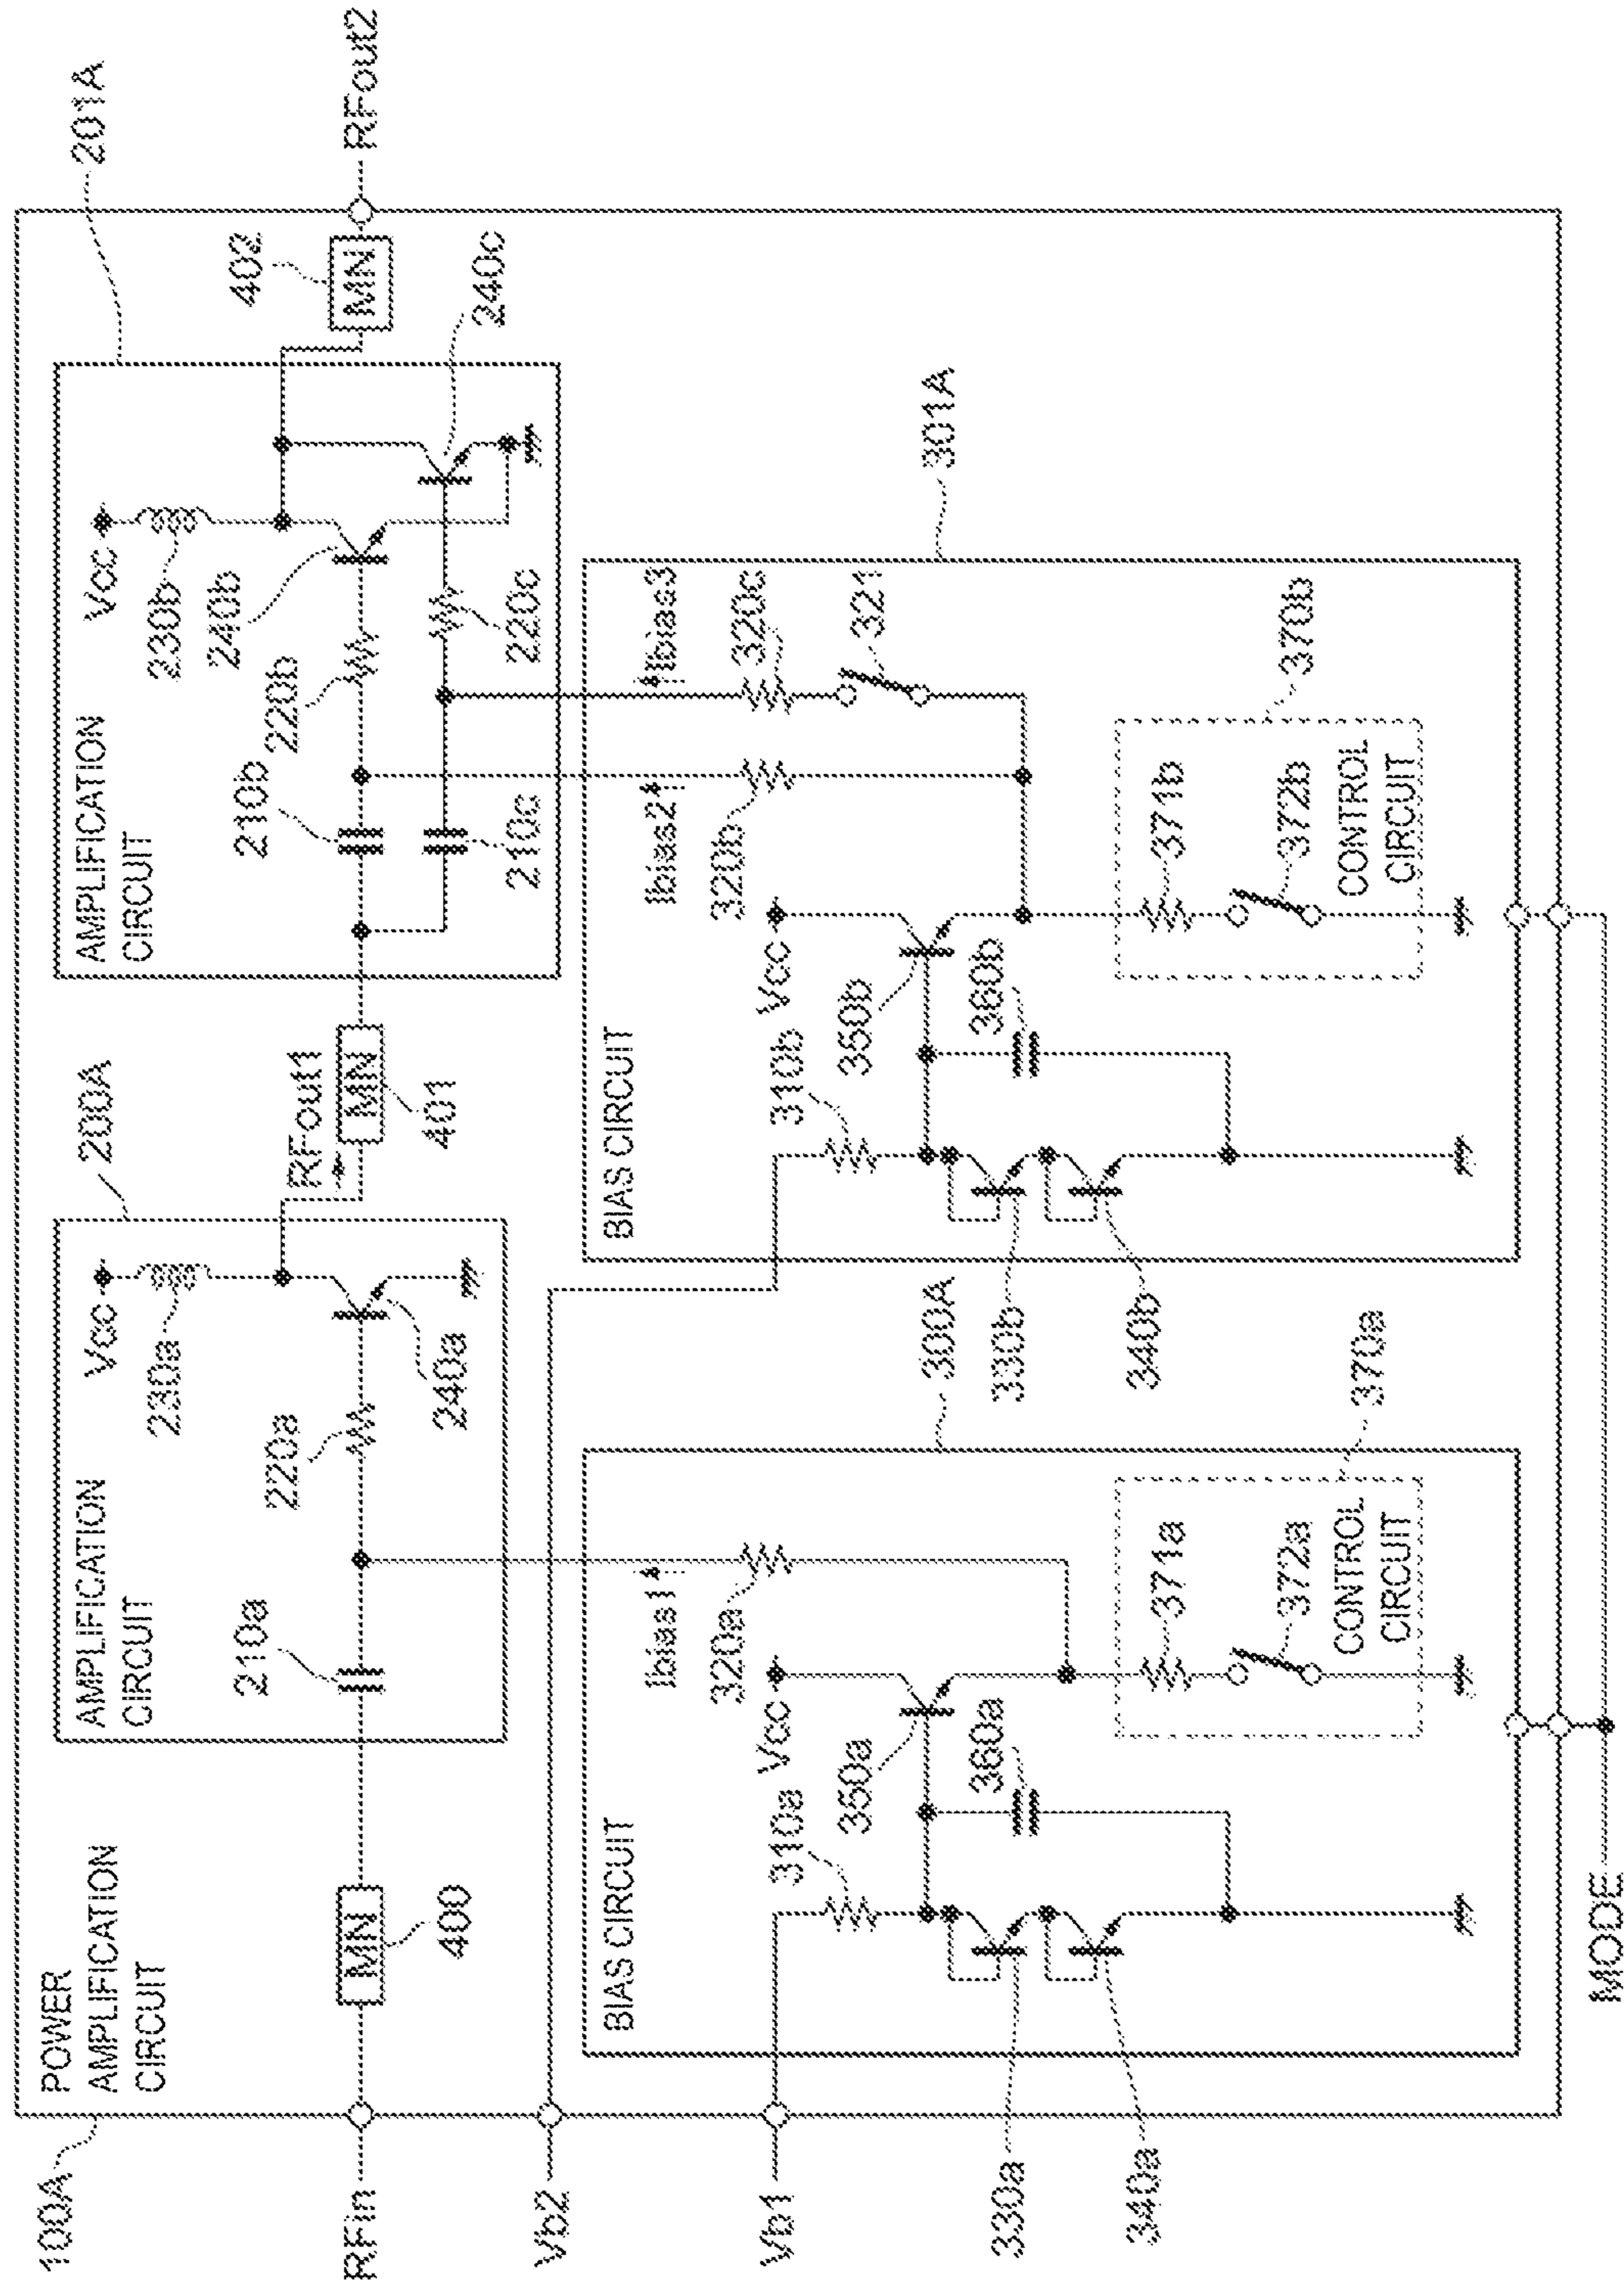 100A
POWER
AMPLIFICATION
CIRCUIT
RFin
MN
400
AMPLIFICATION
CIRCUIT
200A
210a
220a
Vcc
230a
240a
RFout1
MN
401
AMPLIFICATION
CIRCUIT
201A
210b
220b
210c
220c
Vcc
230b
240b
240c
402
MN
RFout2
Vb2
Vb1
BIAS CIRCUIT
300A
310a
Vcc
350a
360a
330a
340a
Ibias1
320a
371a
372a
CONTROL
CIRCUIT
370a
BIAS CIRCUIT
301A
310b
Vcc
350b
360b
330b
340b
Ibias2
320b
Ibias3
320c
321
371b
372b
CONTROL
CIRCUIT
370b
MODE